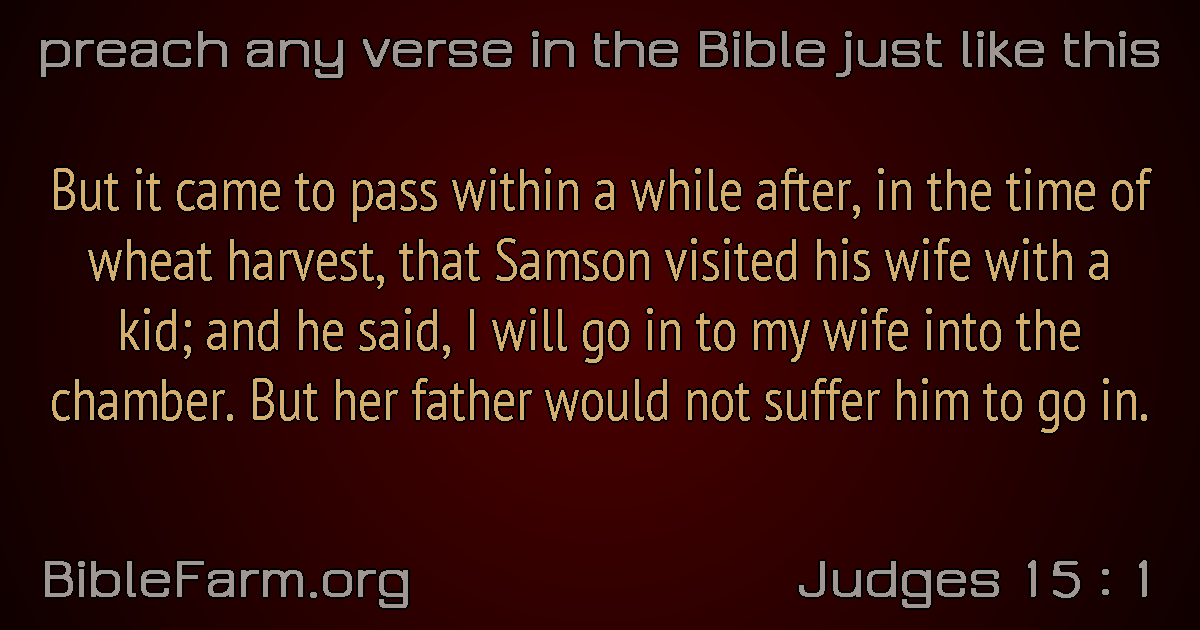 preach any verse in the Bible just like this
But it came to pass within a while after, in the time of
wheat harvest, that Samson visited his wife with a
kid; and he said, I will go in to my wife into the
chamber. But her father would not suffer him to go in.
BibleFarm.org
Judges 15 : 1